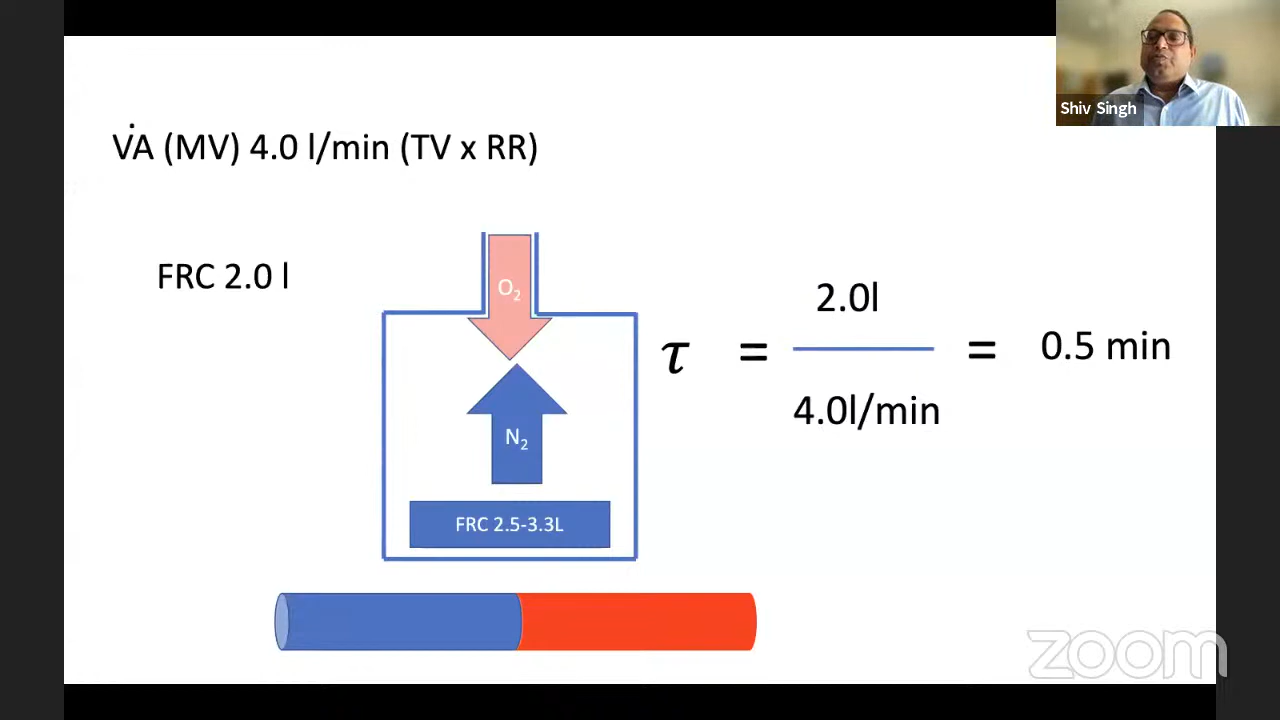 Shiv Singh
V̇A (MV) 4.0 l/min (TV x RR)
FRC 2.0 l
O₂
N₂
FRC 2.5-3.3L
τ = 2.0l / 4.0l/min = 0.5 min
zoom